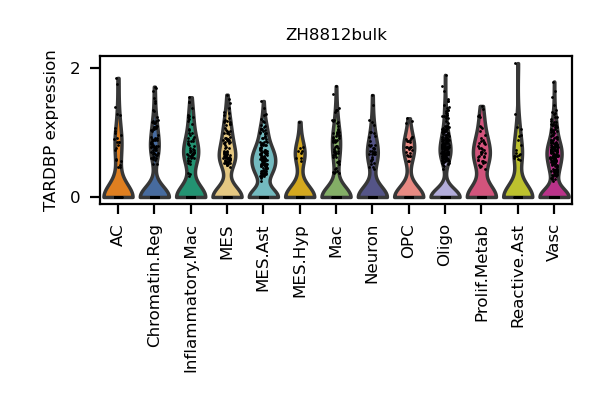 ZH8812bulk
TARDBP expression
2
0
AC
Chromatin.Reg
Inflammatory.Mac
MES
MES.Ast
MES.Hyp
Mac
Neuron
OPC
Oligo
Prolif.Metab
Reactive.Ast
Vasc